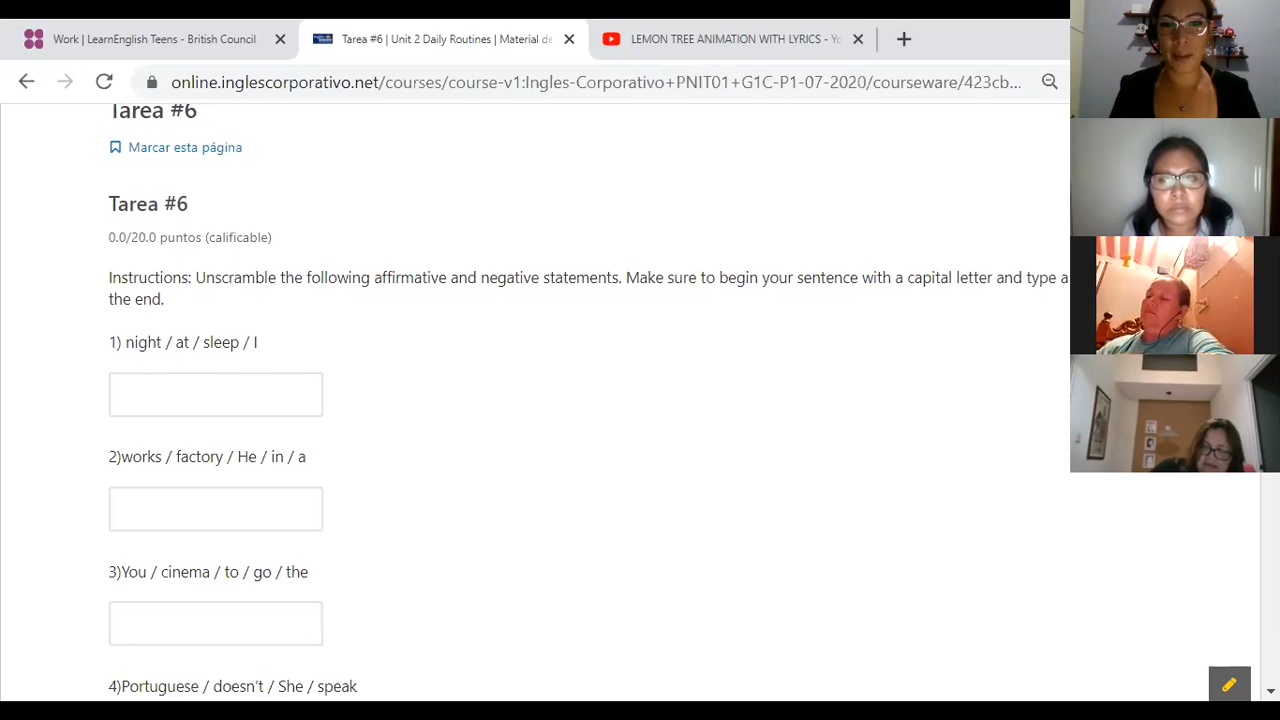 Work | LearnEnglish Teens - British Council
Tarea #6 | Unit 2 Daily Routines | Material de
LEMON TREE ANIMATION WITH LYRICS - Yo
online.inglescorporativo.net/courses/course-v1:Ingles-Corporativo+PNIT01+G1C-P1-07-2020/courseware/423cb...
Tarea #6
Marcar esta página
Tarea #6
0.0/20.0 puntos (calificable)
Instructions: Unscramble the following affirmative and negative statements. Make sure to begin your sentence with a capital letter and type a
the end.
1) night / at / sleep / I
2)works / factory / He / in / a
3)You / cinema / to / go / the
4)Portuguese / doesn't / She / speak